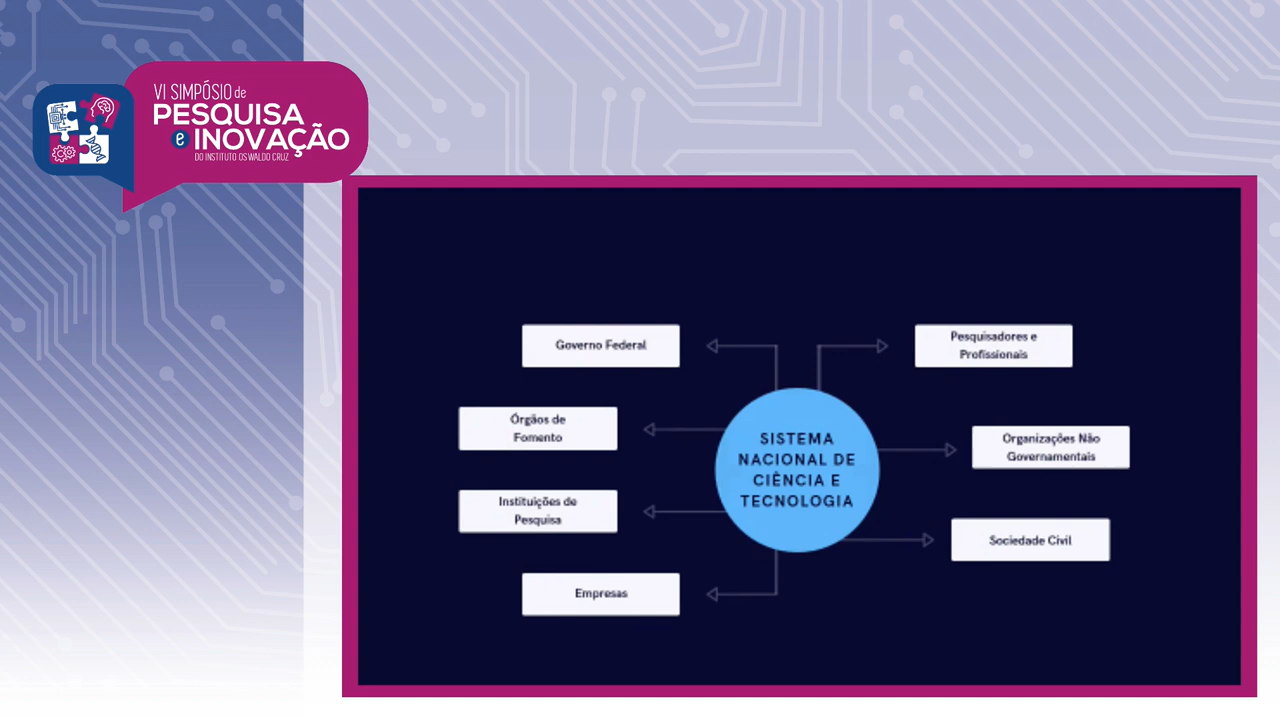 VI SIMPÓSIO de
PESQUISA
e INOVAÇÃO
DO INSTITUTO OSWALDO CRUZ
Governo Federal
Órgãos de
Fomento
Instituições de
Pesquisa
Empresas
SISTEMA
NACIONAL DE
CIÊNCIA E
TECNOLOGIA
Pesquisadores e
Profissionais
Organizações Não
Governamentais
Sociedade Civil